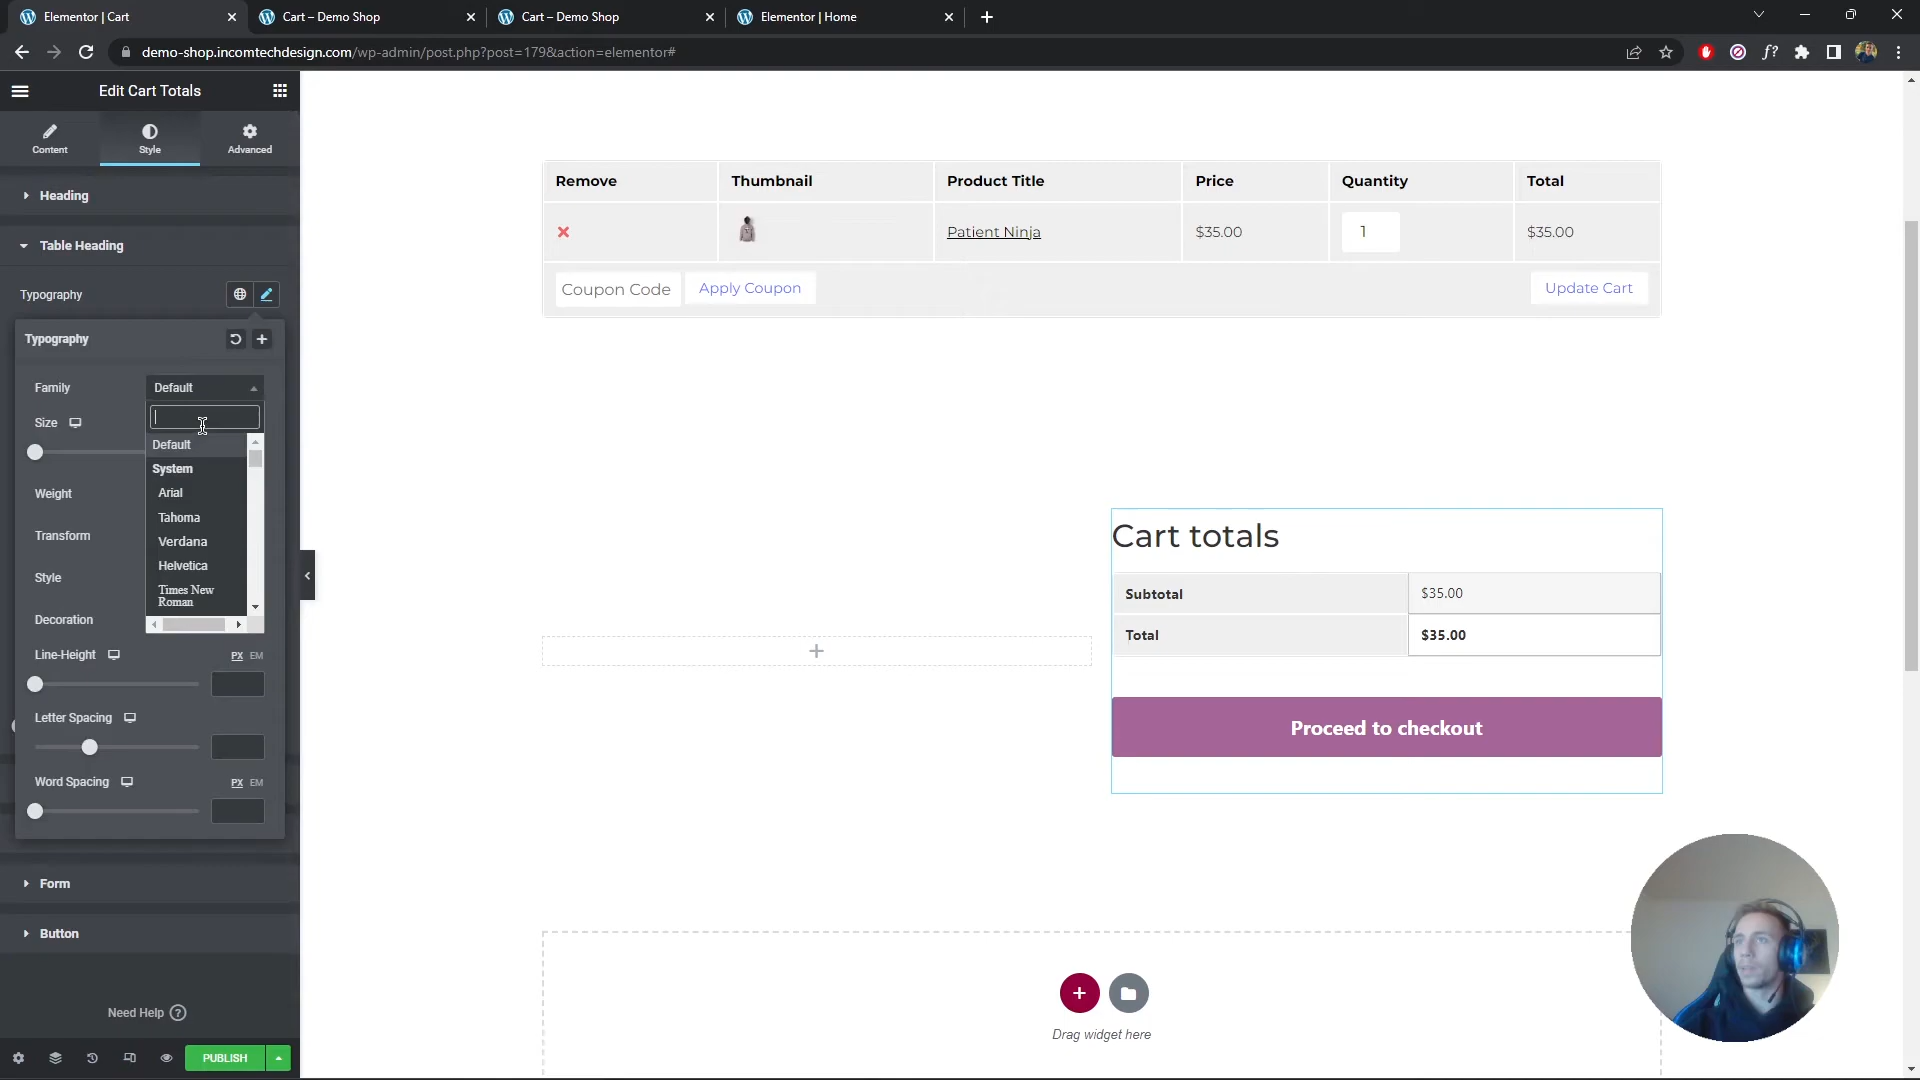 Elementor | Cart
Cart – Demo Shop
Cart – Demo Shop
Elementor | Home
demo-shop.incomtechdesign.com/wp-admin/post.php?post=179&action=elementor#
f?
Edit Cart Totals
Content
Style
Advanced
Heading
Table Heading
Typography
Typography
Family
Default
Size
Default
System
Arial
Tahoma
Verdana
Helvetica
Times New
Roman
Weight
Transform
Style
Decoration
Line-Height
PX EM
Letter Spacing
Word Spacing
PX EM
Form
Button
Need Help ?
PUBLISH
Remove Thumbnail Product Title Price Quantity Total
Patient Ninja $35.00 1 $35.00
Coupon Code Apply Coupon Update Cart
Cart totals
Subtotal $35.00
Total $35.00
Proceed to checkout
Drag widget here